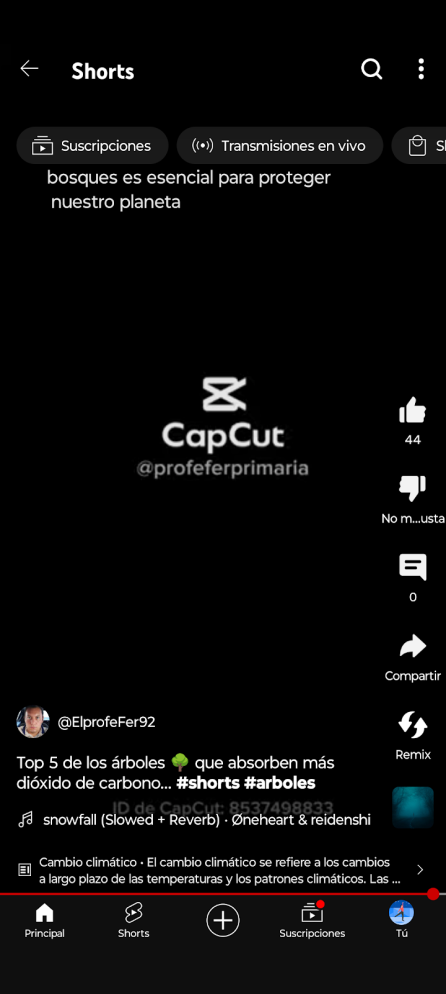 Shorts
Suscripciones
Transmisiones en vivo
bosques es esencial para proteger
nuestro planeta
CapCut
@profeferprimaria
44
No m...usta
0
Compartir
Remix
@ElprofeFer92
Top 5 de los árboles 🌳 que absorben más
dióxido de carbono... #shorts #arboles
ID de CapCut: 8537498833
snowfall (Slowed + Reverb) · Øneheart & reidenshi
Cambio climático • El cambio climático se refiere a los cambios
a largo plazo de las temperaturas y los patrones climáticos. Las ...
Principal
Shorts
Suscripciones
Tú